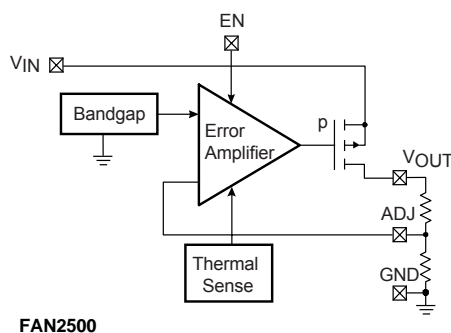 EN
VIN
Bandgap
Error
Amplifier
p
VOUT
ADJ
Thermal
Sense
GND
FAN2500